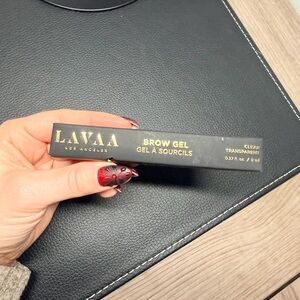 LAVAA
LOS ANGELES
BROW GEL
GEL À SOURCILS
CLEAR
TRANSPARENT
0.27 fl. oz. / 8 ml